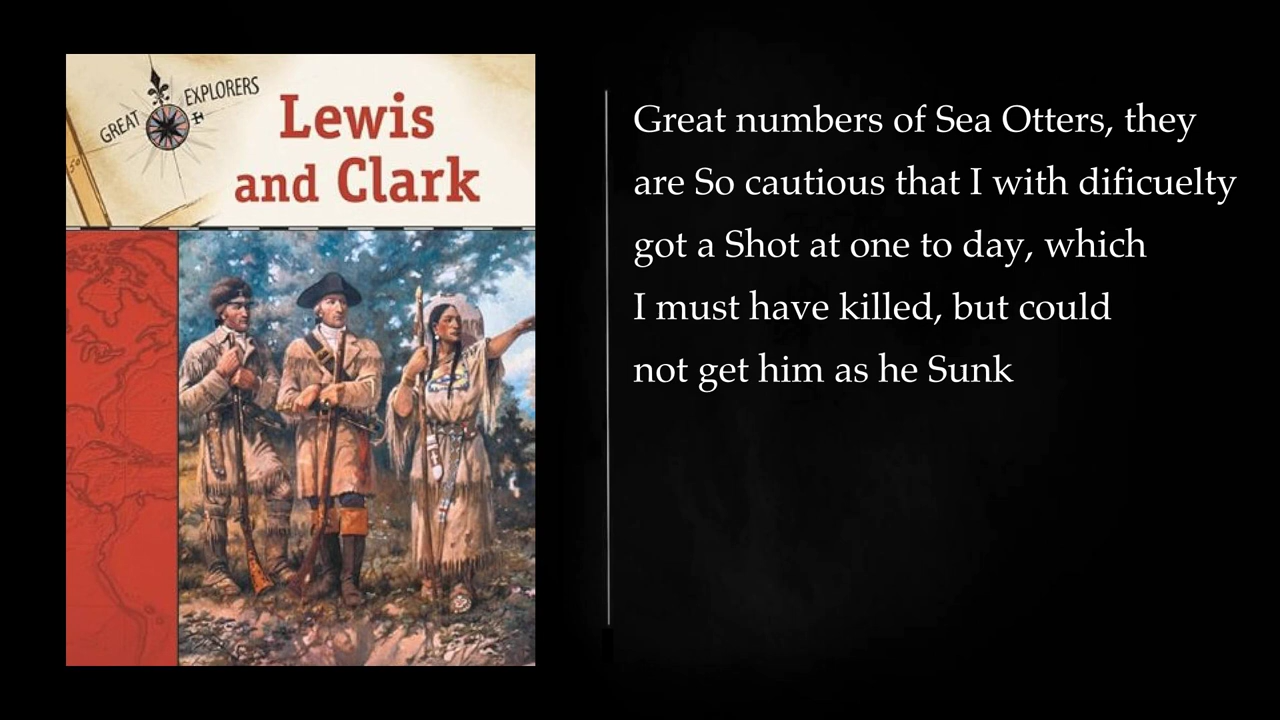 GREAT EXPLORERS
Lewis
and Clark
50
Great numbers of Sea Otters, they
are So cautious that I with dificuelty
got a Shot at one to day, which
I must have killed, but could
not get him as he Sunk